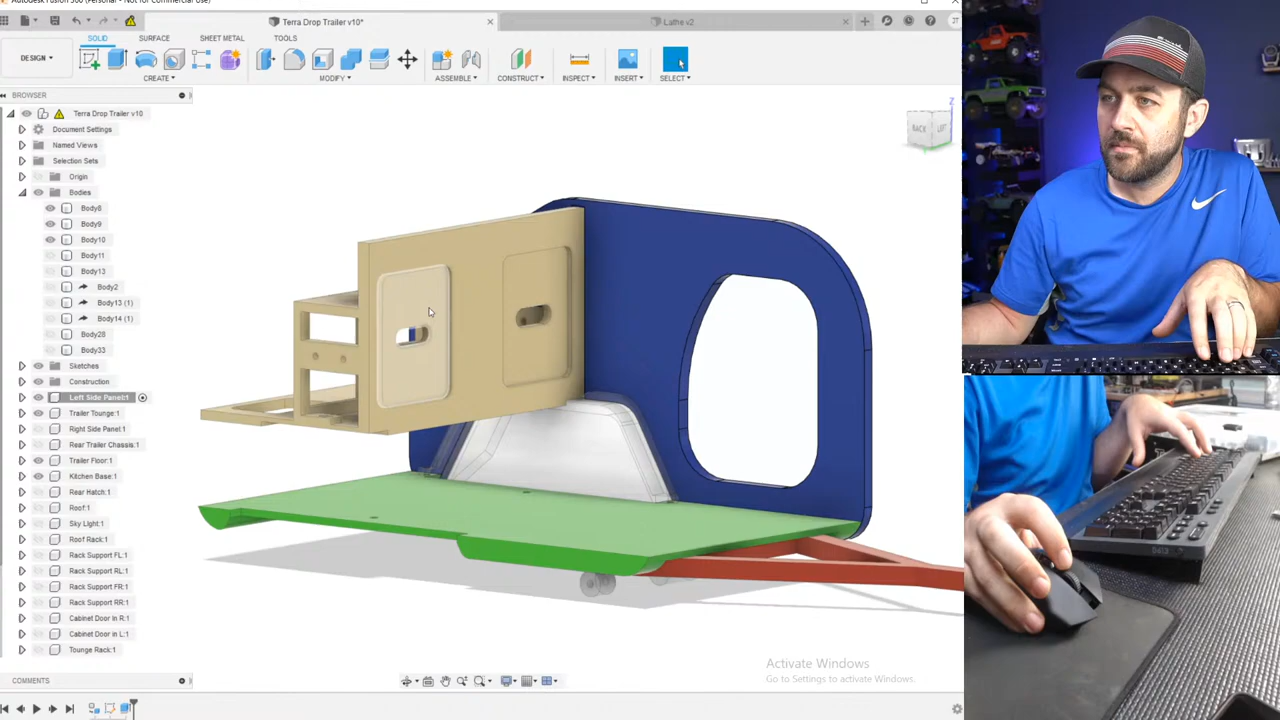 Autodesk Fusion 360 (Personal - Not for Commercial Use)
Terra Drop Trailer v10*
Lathe v2
JT
SOLID
SURFACE
SHEET METAL
TOOLS
DESIGN
CREATE
MODIFY
ASSEMBLE
CONSTRUCT
INSPECT
INSERT
SELECT
BROWSER
Terra Drop Trailer v10
Document Settings
Named Views
Selection Sets
Origin
Bodies
Body8
Body9
Body10
Body11
Body13
Body2
Body13 (1)
Body14 (1)
Body28
Body33
Sketches
Construction
Left Side Panel:1
Trailer Tounge:1
Right Side Panel:1
Rear Trailer Chassis:1
Trailer Floor:1
Kitchen Base:1
Rear Hatch:1
Roof:1
Sky Light:1
Roof Rack:1
Rack Support FL:1
Rack Support RL:1
Rack Support FR:1
Rack Support RR:1
Cabinet Door In R:1
Cabinet Door in L:1
Tounge Rack:1
COMMENTS
Z
BACK
LEFT
Activate Windows
Go to Settings to activate Windows.
G613